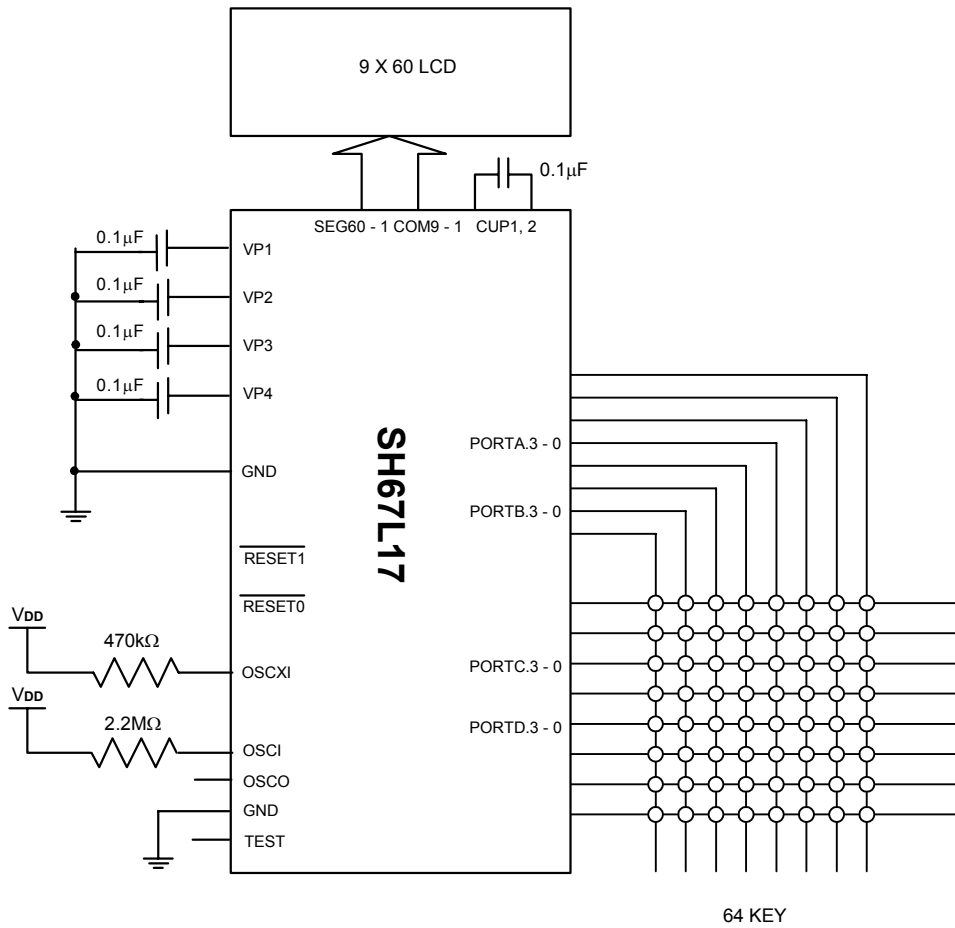 9 X 60 LCD
0.1μF
SEG60 - 1 COM9 - 1 CUP1, 2
0.1μF
VP1
0.1μF
VP2
0.1μF
VP3
0.1μF
VP4
SH67L17
PORTA.3 - 0
GND
PORTB.3 - 0
RESET1
RESET0
VDD
470kΩ
OSCXI
PORTC.3 - 0
VDD
2.2MΩ
OSCI
PORTD.3 - 0
OSCO
GND
TEST
64 KEY